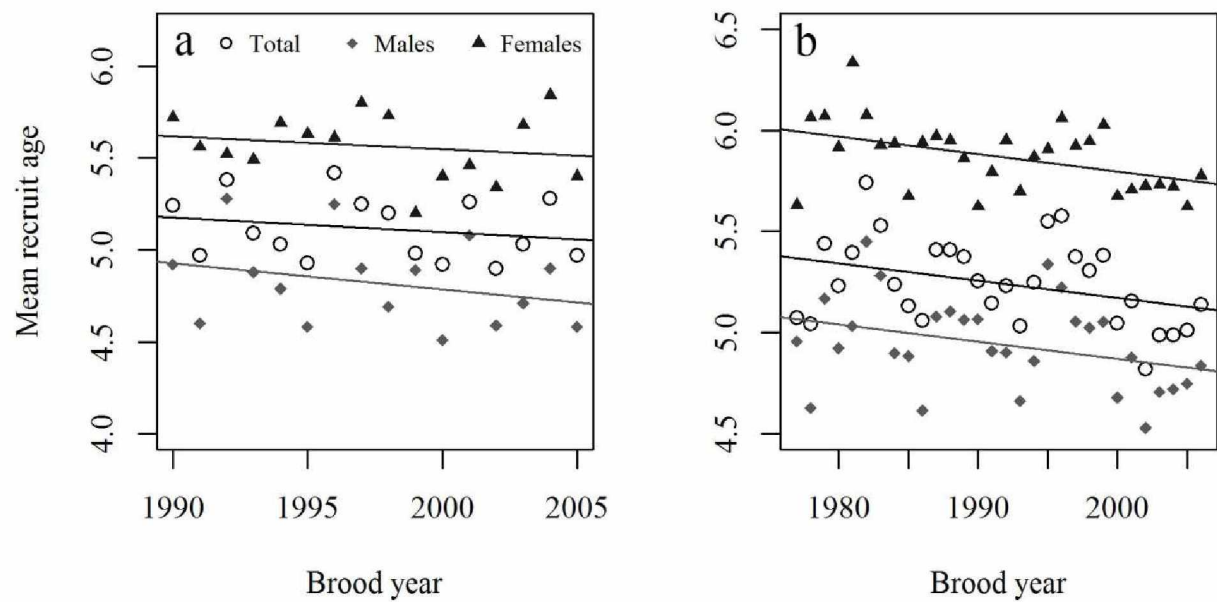 a Total Males Females
b
Mean recruit age
6.0
5.5
5.0
4.5
4.0
1990 1995 2000 2005
Brood year
6.5
6.0
5.5
5.0
4.5
1980 1990 2000
Brood year